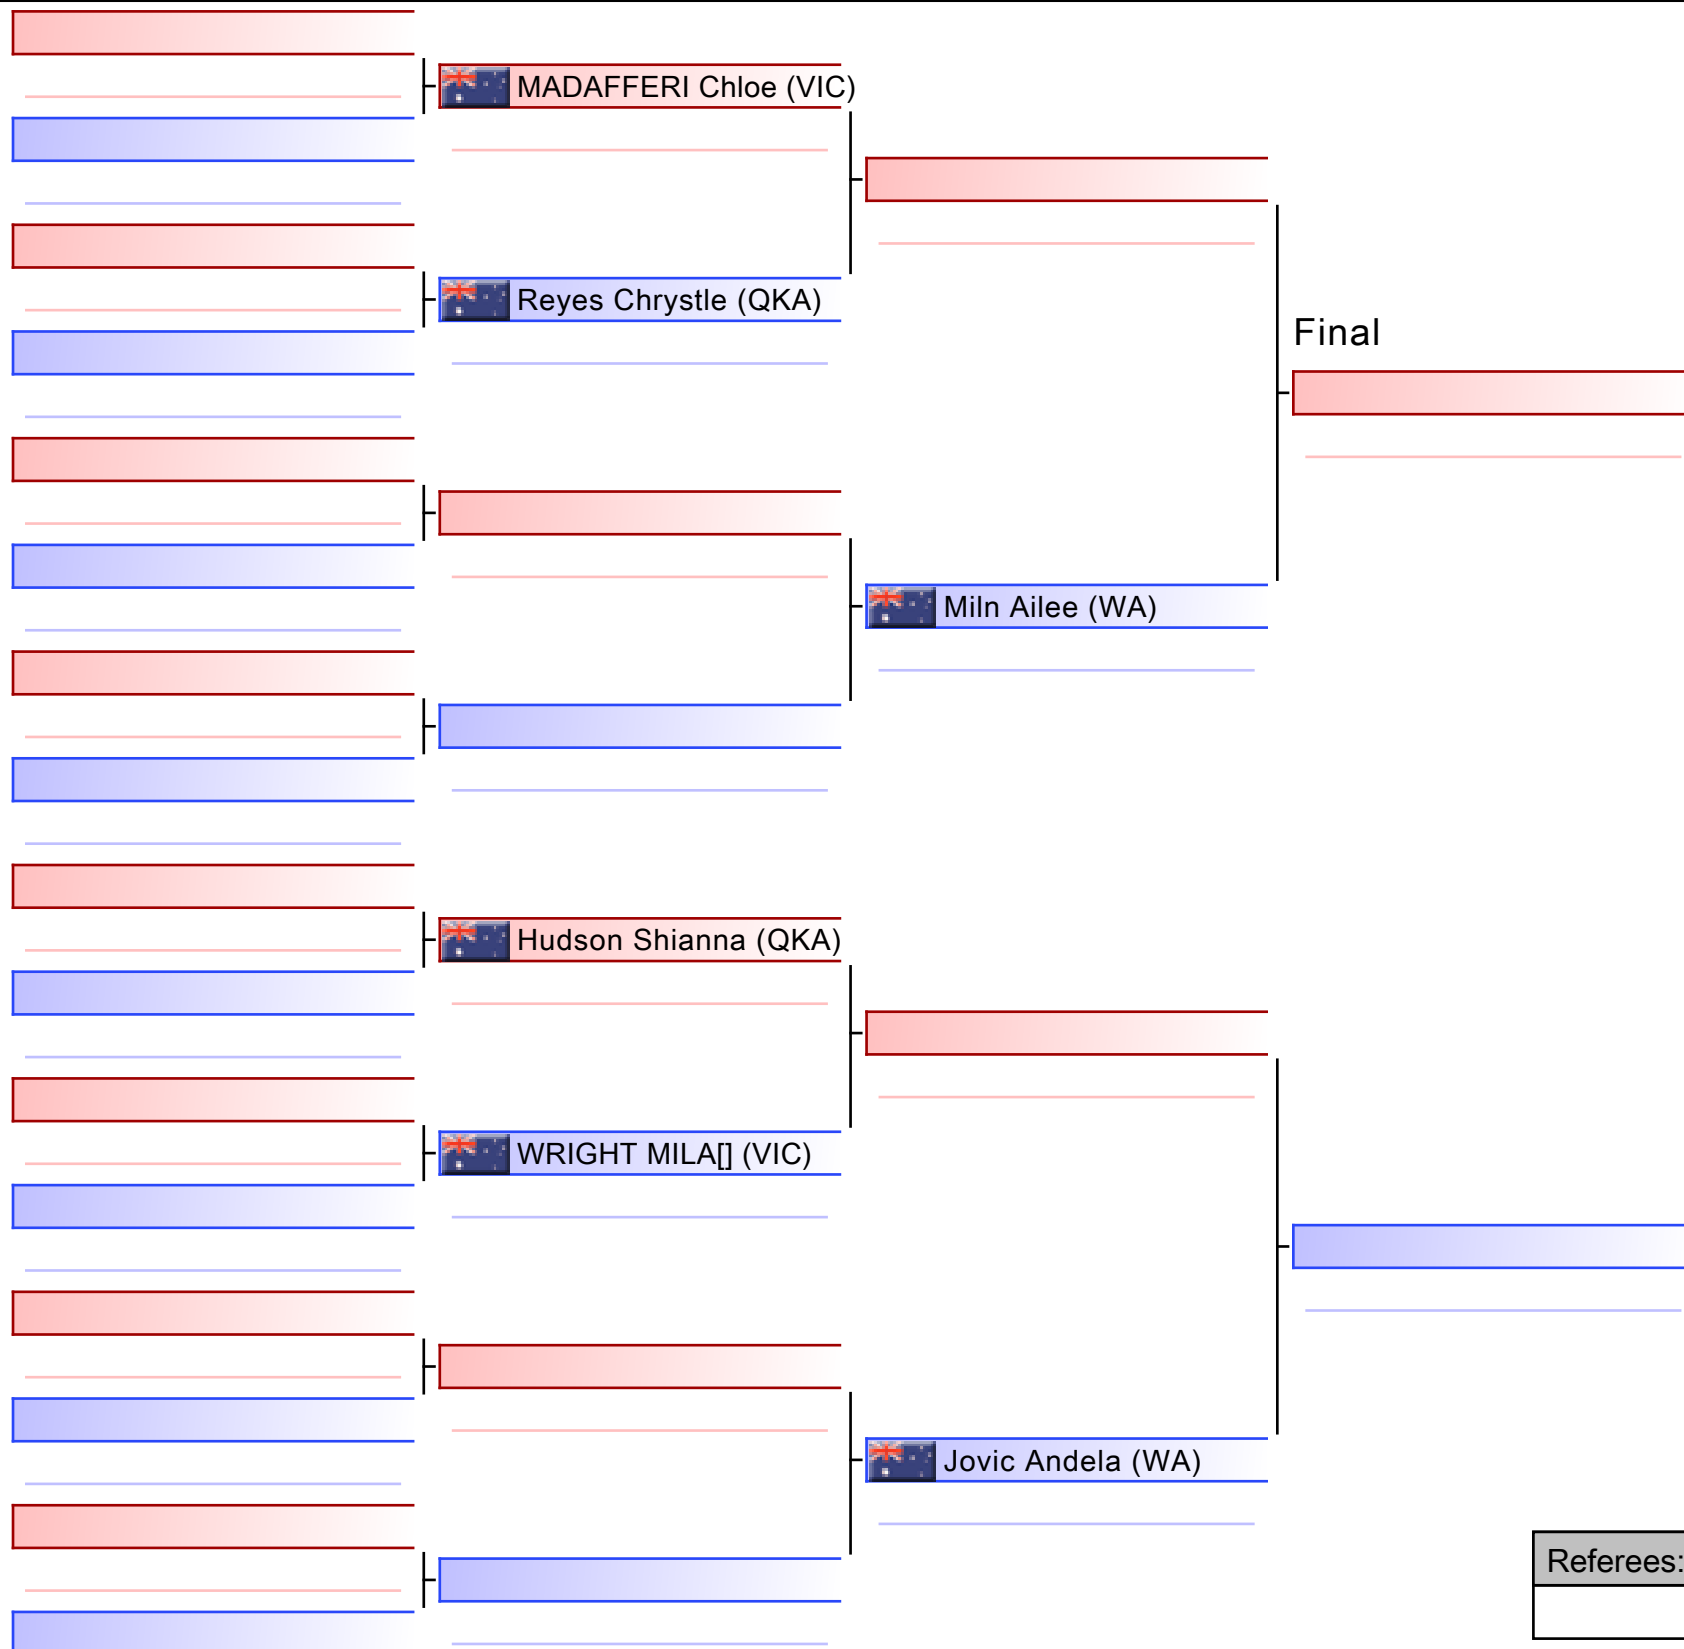 MADAFFERI Chloe (VIC)
Reyes Chrystle (QKA)
Final
Miln Ailee (WA)
Hudson Shianna (QKA)
WRIGHT MILA[] (VIC)
Jovic Andela (WA)
Referees: